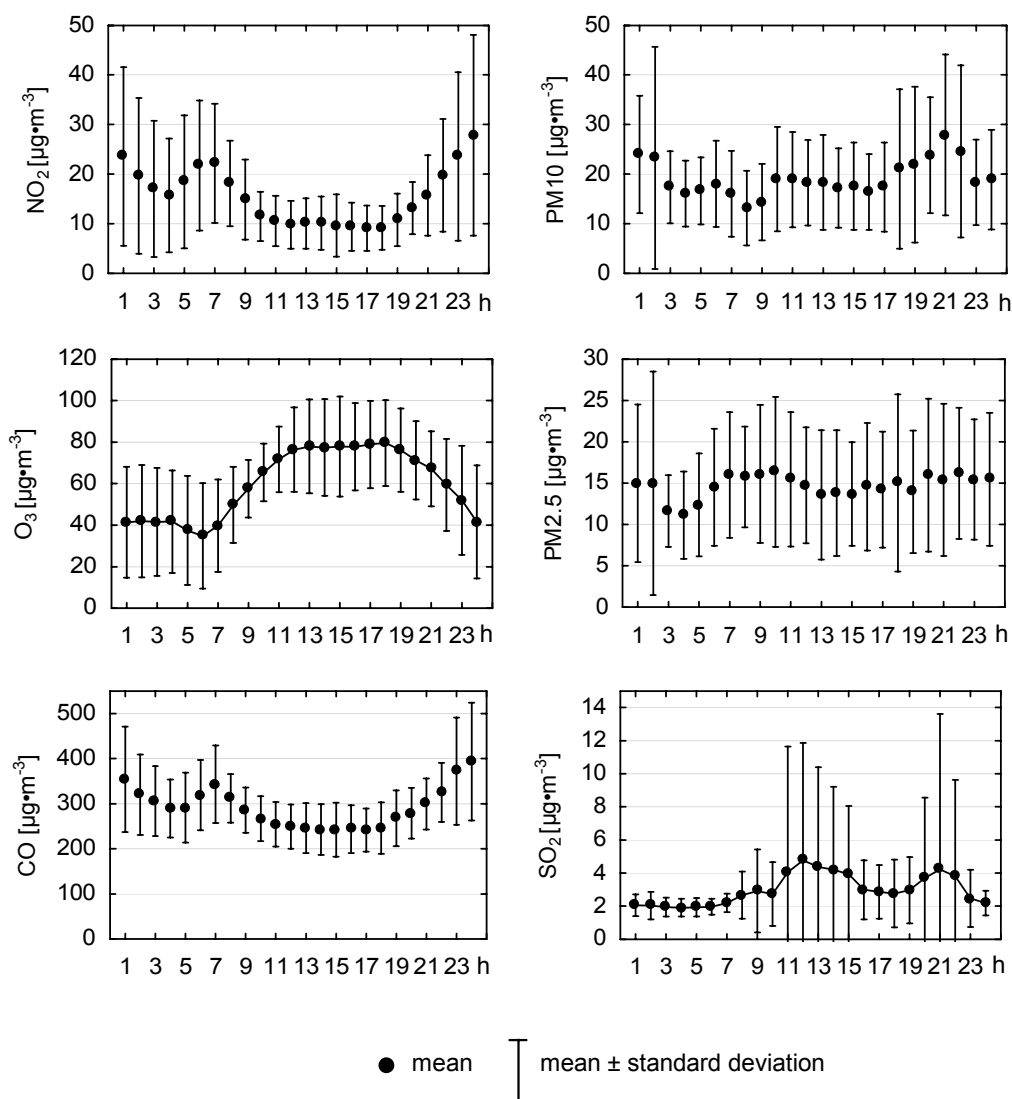 50
40
30
20
10
0
NO₂ [µg•m⁻³]
1 3 5 7 9 11 13 15 17 19 21 23 h
50
40
30
20
10
0
PM10 [µg•m⁻³]
1 3 5 7 9 11 13 15 17 19 21 23 h
120
100
80
60
40
20
0
O₃ [µg•m⁻³]
1 3 5 7 9 11 13 15 17 19 21 23 h
30
25
20
15
10
5
0
PM2.5 [µg•m⁻³]
1 3 5 7 9 11 13 15 17 19 21 23 h
500
400
300
200
100
0
CO [µg•m⁻³]
1 3 5 7 9 11 13 15 17 19 21 23 h
14
12
10
8
6
4
2
0
SO₂ [µg•m⁻³]
1 3 5 7 9 11 13 15 17 19 21 23 h
mean
mean ± standard deviation